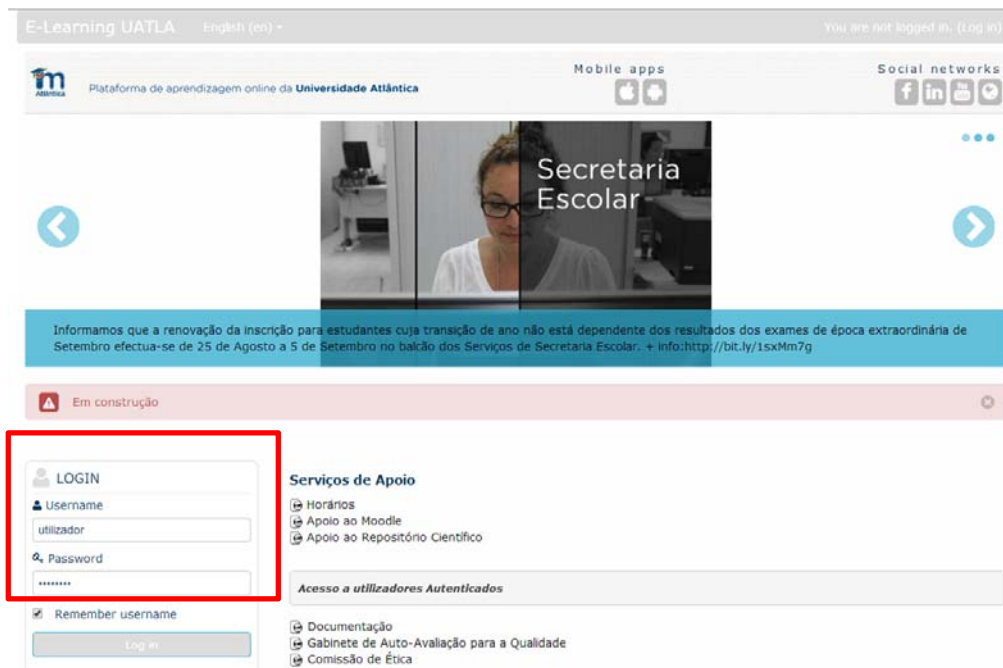 E-Learning UATLA English (en) You are not logged in. (Log in)
m
Atlântica
Plataforma de aprendizagem online da Universidade Atlântica
Mobile apps
Social networks
f in You
Secretaria
Escolar
Informamos que a renovação da inscrição para estudantes cuja transição de ano não está dependente dos resultados dos exames de época extraordinária de
Setembro efectua-se de 25 de Agosto a 5 de Setembro no balcão dos Serviços de Secretaria Escolar. + info:http://bit.ly/1sxMm7g
Em construção
LOGIN
Username
utilizador
Password
••••••••
Remember username
Log in
Serviços de Apoio
Horários
Apoio ao Moodle
Apoio ao Repositório Científico
Acesso a utilizadores Autenticados
Documentação
Gabinete de Auto-Avaliação para a Qualidade
Comissão de Ética